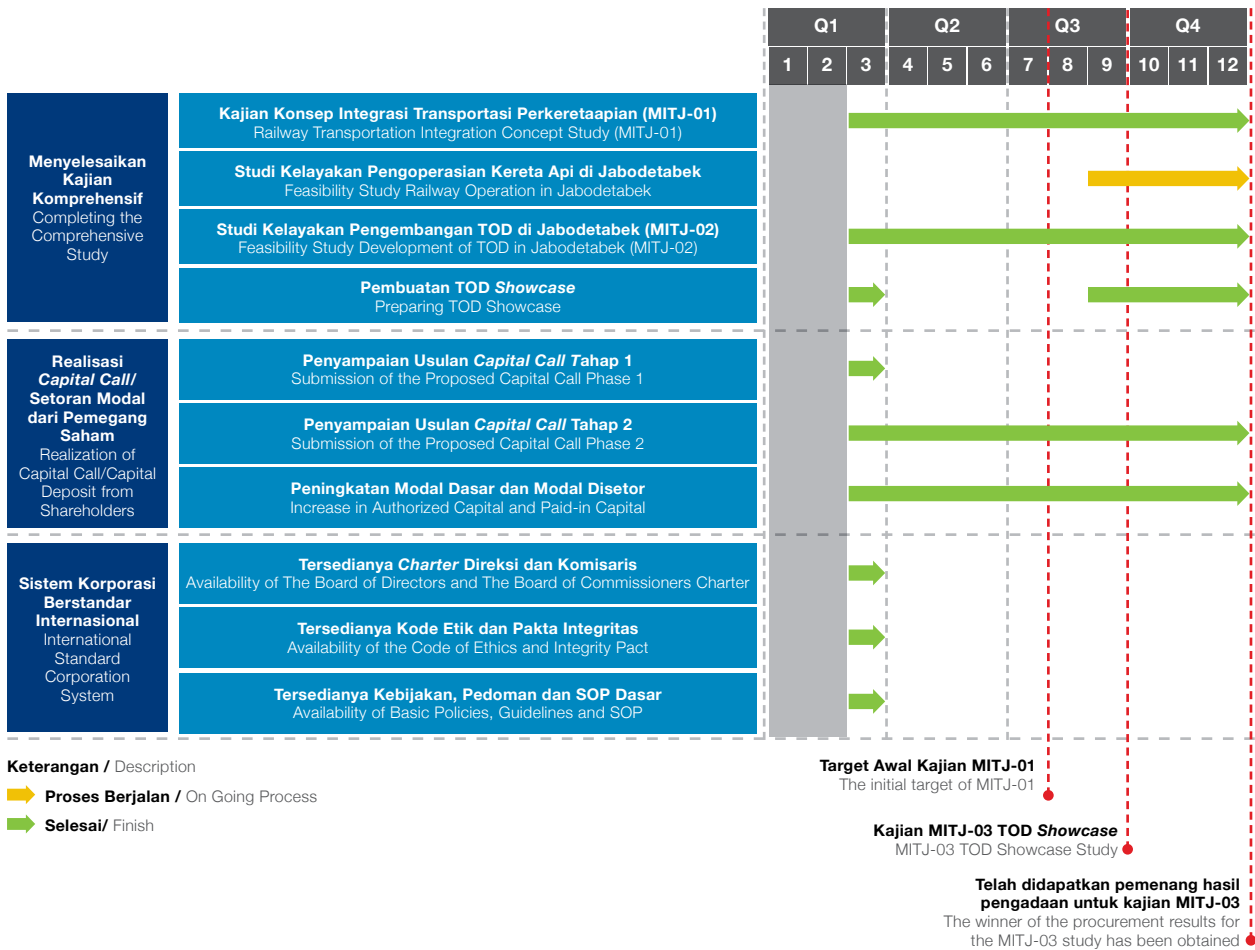 Q1 Q2 Q3 Q4
1 2 3 4 5 6 7 8 9 10 11 12
Menyelesaikan
Kajian
Komprehensif
Completing the
Comprehensive
Study
Kajian Konsep Integrasi Transportasi Perkeretaapian (MITJ-01)
Railway Transportation Integration Concept Study (MITJ-01)
Studi Kelayakan Pengoperasian Kereta Api di Jabodetabek
Feasibility Study Railway Operation in Jabodetabek
Studi Kelayakan Pengembangan TOD di Jabodetabek (MITJ-02)
Feasibility Study Development of TOD in Jabodetabek (MITJ-02)
Pembuatan TOD Showcase
Preparing TOD Showcase
Realisasi
Capital Call/
Setoran Modal
dari Pemegang
Saham
Realization of
Capital Call/Capital
Deposit from
Shareholders
Penyampaian Usulan Capital Call Tahap 1
Submission of the Proposed Capital Call Phase 1
Penyampaian Usulan Capital Call Tahap 2
Submission of the Proposed Capital Call Phase 2
Peningkatan Modal Dasar dan Modal Disetor
Increase in Authorized Capital and Paid-in Capital
Sistem Korporasi
Berstandar
Internasional
International
Standard
Corporation
System
Tersedianya Charter Direksi dan Komisaris
Availability of The Board of Directors and The Board of Commissioners Charter
Tersedianya Kode Etik dan Pakta Integritas
Availability of the Code of Ethics and Integrity Pact
Tersedianya Kebijakan, Pedoman dan SOP Dasar
Availability of Basic Policies, Guidelines and SOP
Keterangan / Description
Proses Berjalan / On Going Process
Selesai/ Finish
Target Awal Kajian MITJ-01
The initial target of MITJ-01
Kajian MITJ-03 TOD Showcase
MITJ-03 TOD Showcase Study
Telah didapatkan pemenang hasil
pengadaan untuk kajian MITJ-03
The winner of the procurement results for
the MITJ-03 study has been obtained